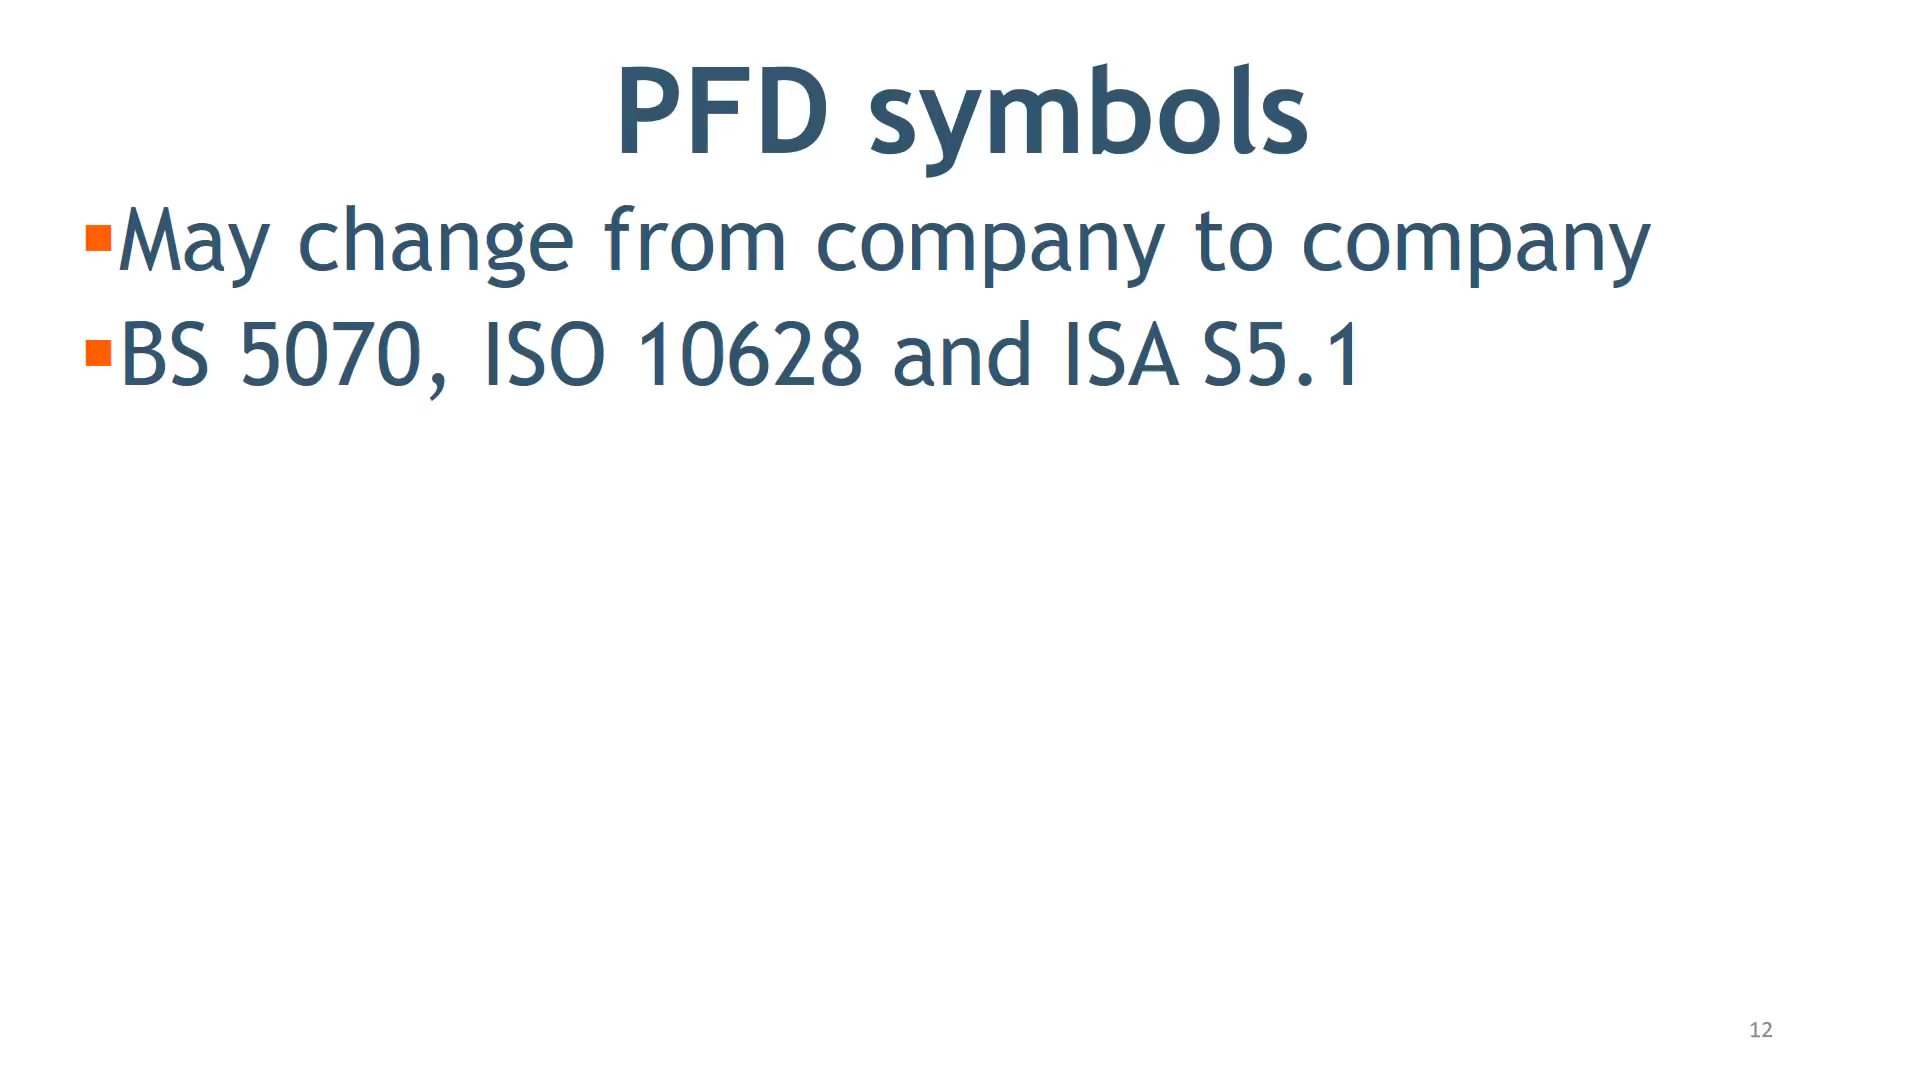 PFD symbols
▪May change from company to company
▪BS 5070, ISO 10628 and ISA S5.1
12